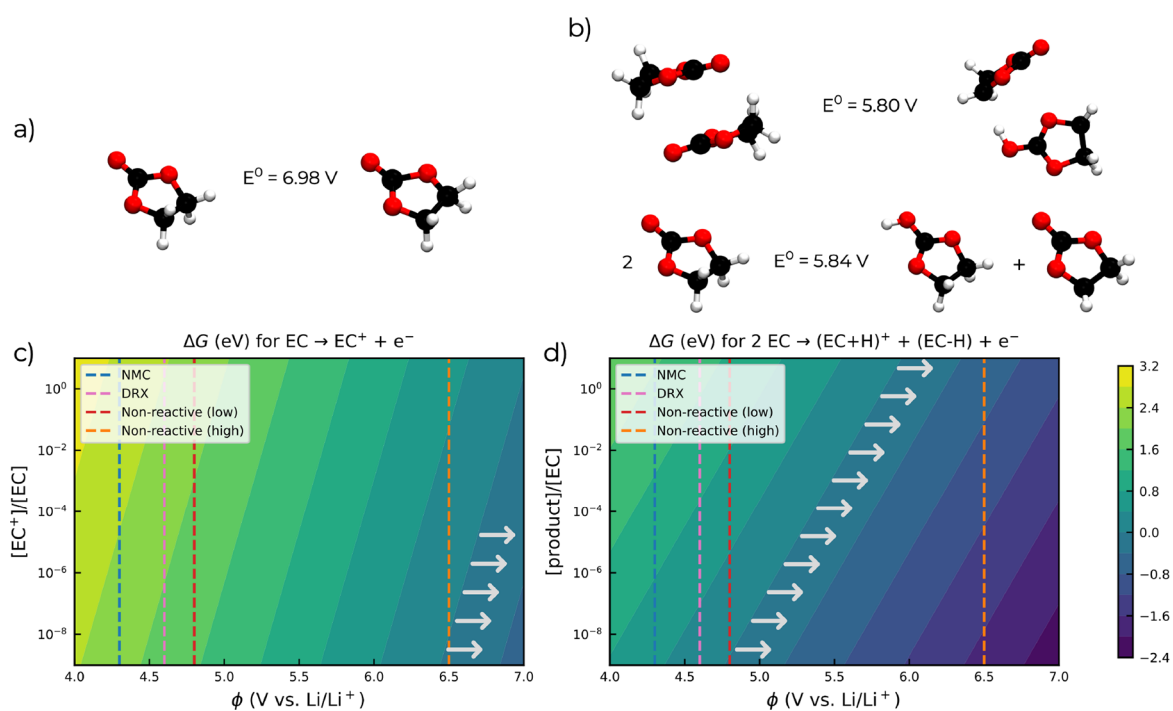 b)
a)
E⁰ = 5.80 V
E⁰ = 6.98 V
2
E⁰ = 5.84 V
+
c)
ΔG (eV) for EC → EC⁺ + e⁻
NMC
DRX
Non-reactive (low)
Non-reactive (high)
[EC⁺]/[EC]
10⁰
10⁻²
10⁻⁴
10⁻⁶
10⁻⁸
4.0 4.5 5.0 5.5 6.0 6.5 7.0
ϕ (V vs. Li/Li⁺)
d)
ΔG (eV) for 2 EC → (EC+H)⁺ + (EC-H) + e⁻
NMC
DRX
Non-reactive (low)
Non-reactive (high)
[product]/[EC]
10⁰
10⁻²
10⁻⁴
10⁻⁶
10⁻⁸
4.0 4.5 5.0 5.5 6.0 6.5 7.0
ϕ (V vs. Li/Li⁺)
3.2
2.4
1.6
0.8
0.0
−0.8
−1.6
−2.4